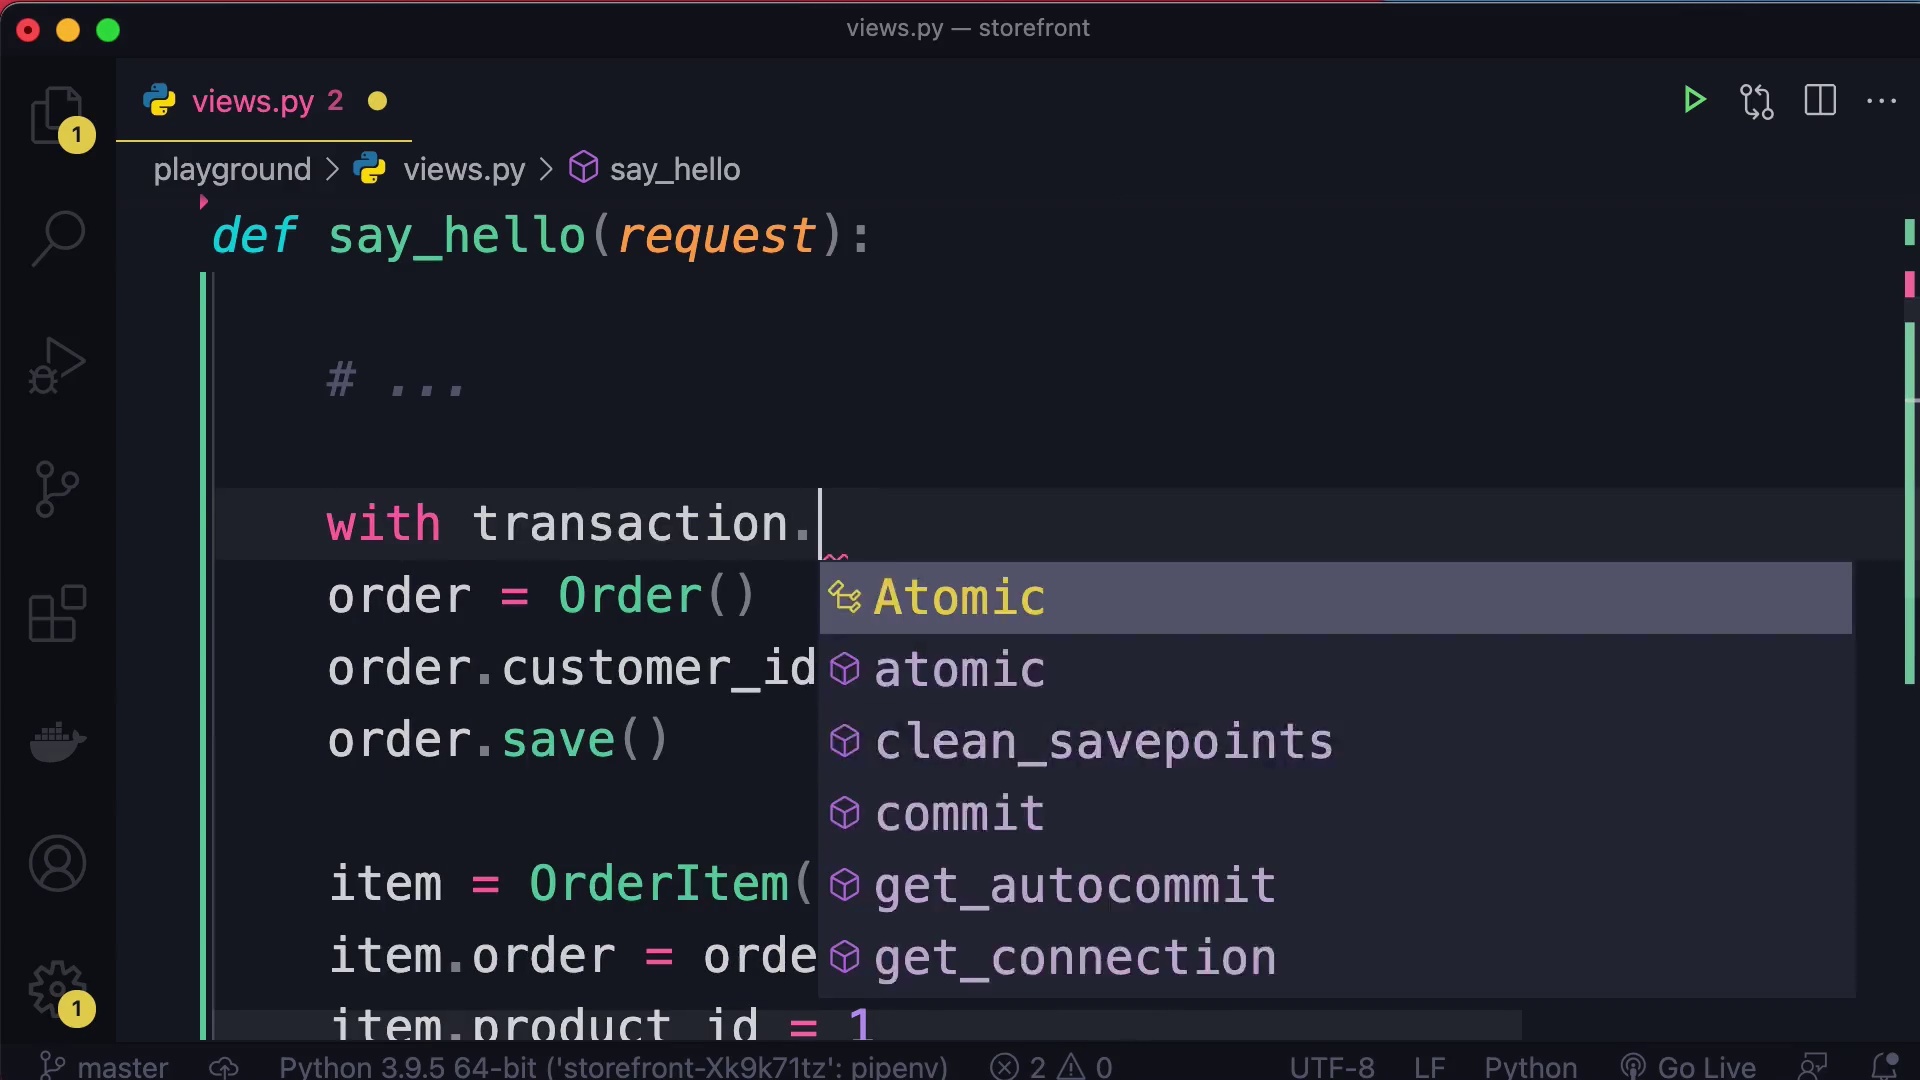 views.py — storefront
1
views.py 2
playground > views.py > say_hello
def say_hello(request):
# ...
with transaction.
order = Order()
order.customer_id
order.save()
item = OrderItem(
item.order = orde
item.product_id = 1
Atomic
atomic
clean_savepoints
commit
get_autocommit
get_connection
1
master
Python 3.9.5 64-bit ('storefront-Xk9k71tz': pipenv)
2
0
UTF-8
LF
Python
Go Live